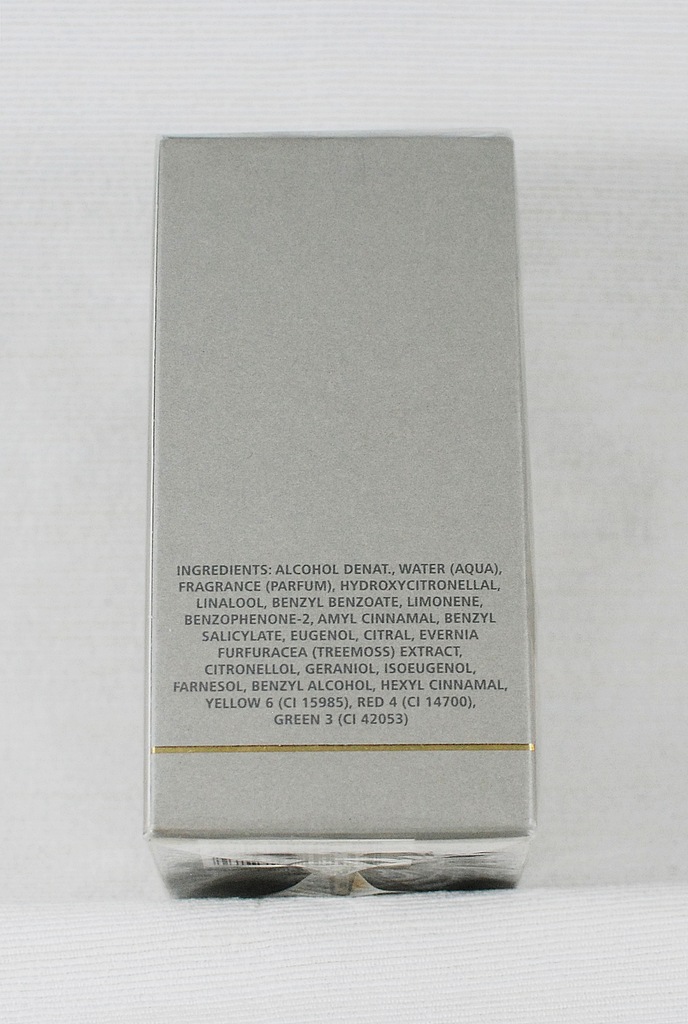 INGREDIENTS: ALCOHOL DENAT., WATER (AQUA),
FRAGRANCE (PARFUM), HYDROXYCITRONELLAL,
LINALOOL, BENZYL BENZOATE, LIMONENE,
BENZOPHENONE-2, AMYL CINNAMAL, BENZYL
SALICYLATE, EUGENOL, CITRAL, EVERNIA
FURFURACEA (TREEMOSS) EXTRACT,
CITRONELLOL, GERANIOL, ISOEUGENOL,
FARNESOL, BENZYL ALCOHOL, HEXYL CINNAMAL,
YELLOW 6 (CI 15985), RED 4 (CI 14700),
GREEN 3 (CI 42053)